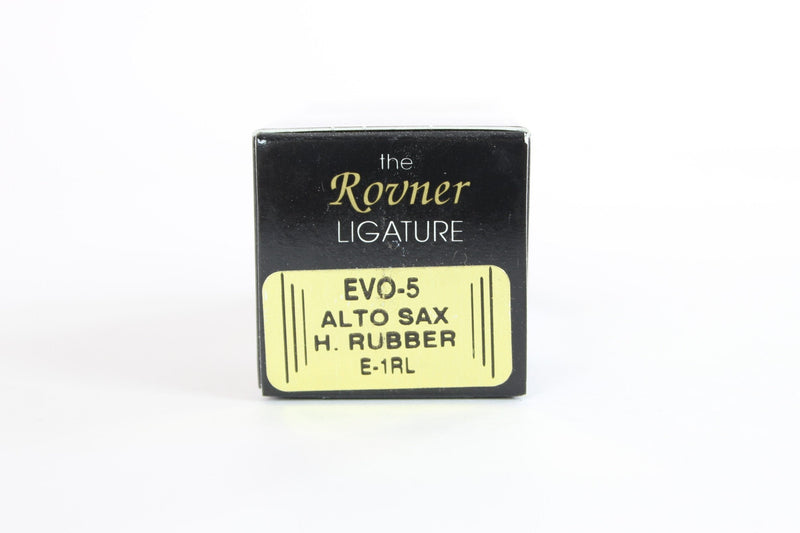 the
Rovner
LIGATURE
EVO-5
ALTO SAX
H. RUBBER
E-1RL